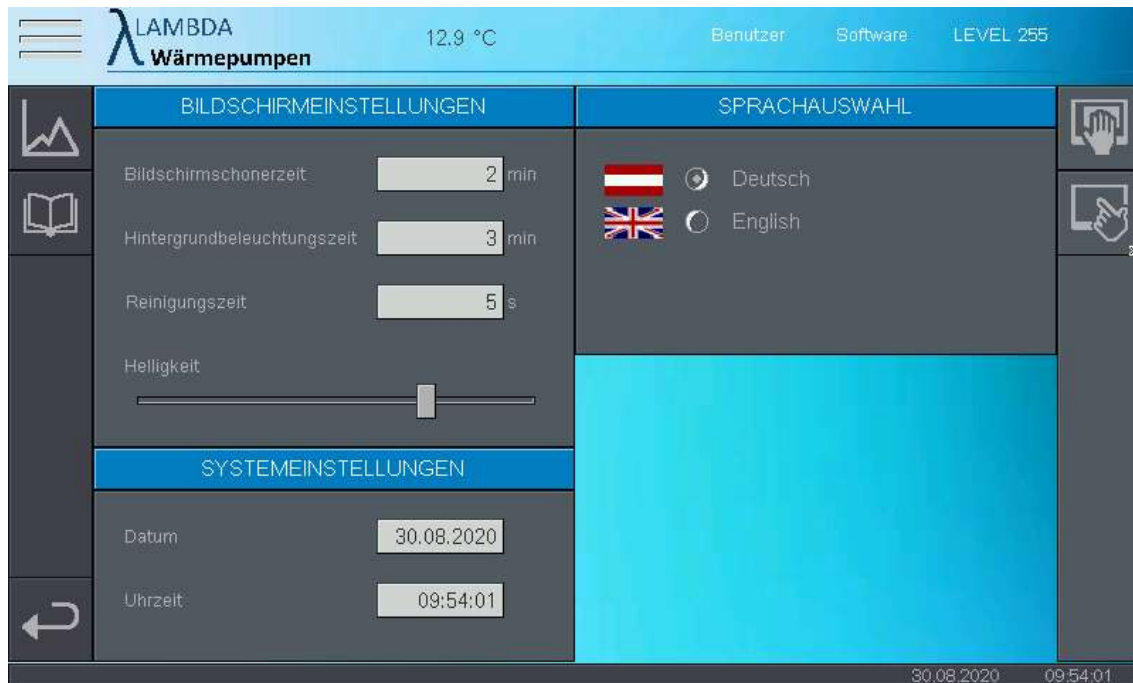 LAMBDA
Wärmepumpen
12.9 °C
Benutzer Software LEVEL 255
BILDSCHIRMEINSTELLUNGEN
Bildschirmschonerzeit 2 min
Hintergrundbeleuchtungszeit 3 min
Reinigungszeit 5 s
Helligkeit
SYSTEMEINSTELLUNGEN
Datum 30.08.2020
Uhrzeit 09:54:01
SPRACHAUSWAHL
Deutsch
English
30.08.2020 09:54:01